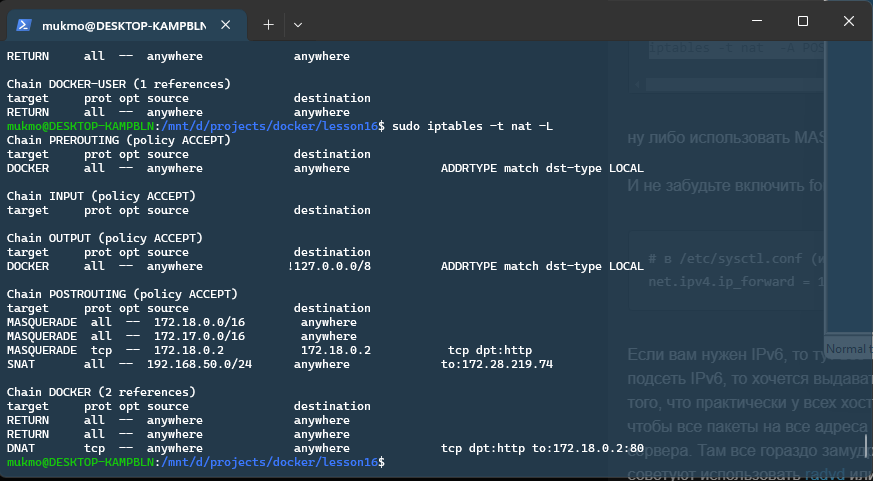 mukmo@DESKTOP-KAMPBLN
RETURN     all  --  anywhere             anywhere
Chain DOCKER-USER (1 references)
target     prot opt source               destination
RETURN     all  --  anywhere             anywhere
mukmo@DESKTOP-KAMPBLN:/mnt/d/projects/docker/lesson16$ sudo iptables -t nat -L
Chain PREROUTING (policy ACCEPT)
target     prot opt source               destination
DOCKER     all  --  anywhere             anywhere             ADDRTYPE match dst-type LOCAL
Chain INPUT (policy ACCEPT)
target     prot opt source               destination
Chain OUTPUT (policy ACCEPT)
target     prot opt source               destination
DOCKER     all  --  anywhere            !127.0.0.0/8          ADDRTYPE match dst-type LOCAL
Chain POSTROUTING (policy ACCEPT)
target     prot opt source               destination
MASQUERADE  all  --  172.18.0.0/16        anywhere
MASQUERADE  all  --  172.17.0.0/16        anywhere
MASQUERADE  tcp  --  172.18.0.2           172.18.0.2           tcp dpt:http
SNAT       all  --  192.168.50.0/24      anywhere             to:172.28.219.74
Chain DOCKER (2 references)
target     prot opt source               destination
RETURN     all  --  anywhere             anywhere
RETURN     all  --  anywhere             anywhere
DNAT       tcp  --  anywhere             anywhere             tcp dpt:http to:172.18.0.2:80
mukmo@DESKTOP-KAMPBLN:/mnt/d/projects/docker/lesson16$
iptables -t nat -A POS
ну либо использовать MAS
И не забудьте включить for
# в /etc/sysctl.conf (и
net.ipv4.ip_forward = 1
Normal t
Если вам нужен IPv6, то
подсеть IPv6, то хочется выдава
того, что практически у всех хост
чтобы все пакеты на все адреса
сервера. Там все гораздо замуд
советуют использовать radvd или